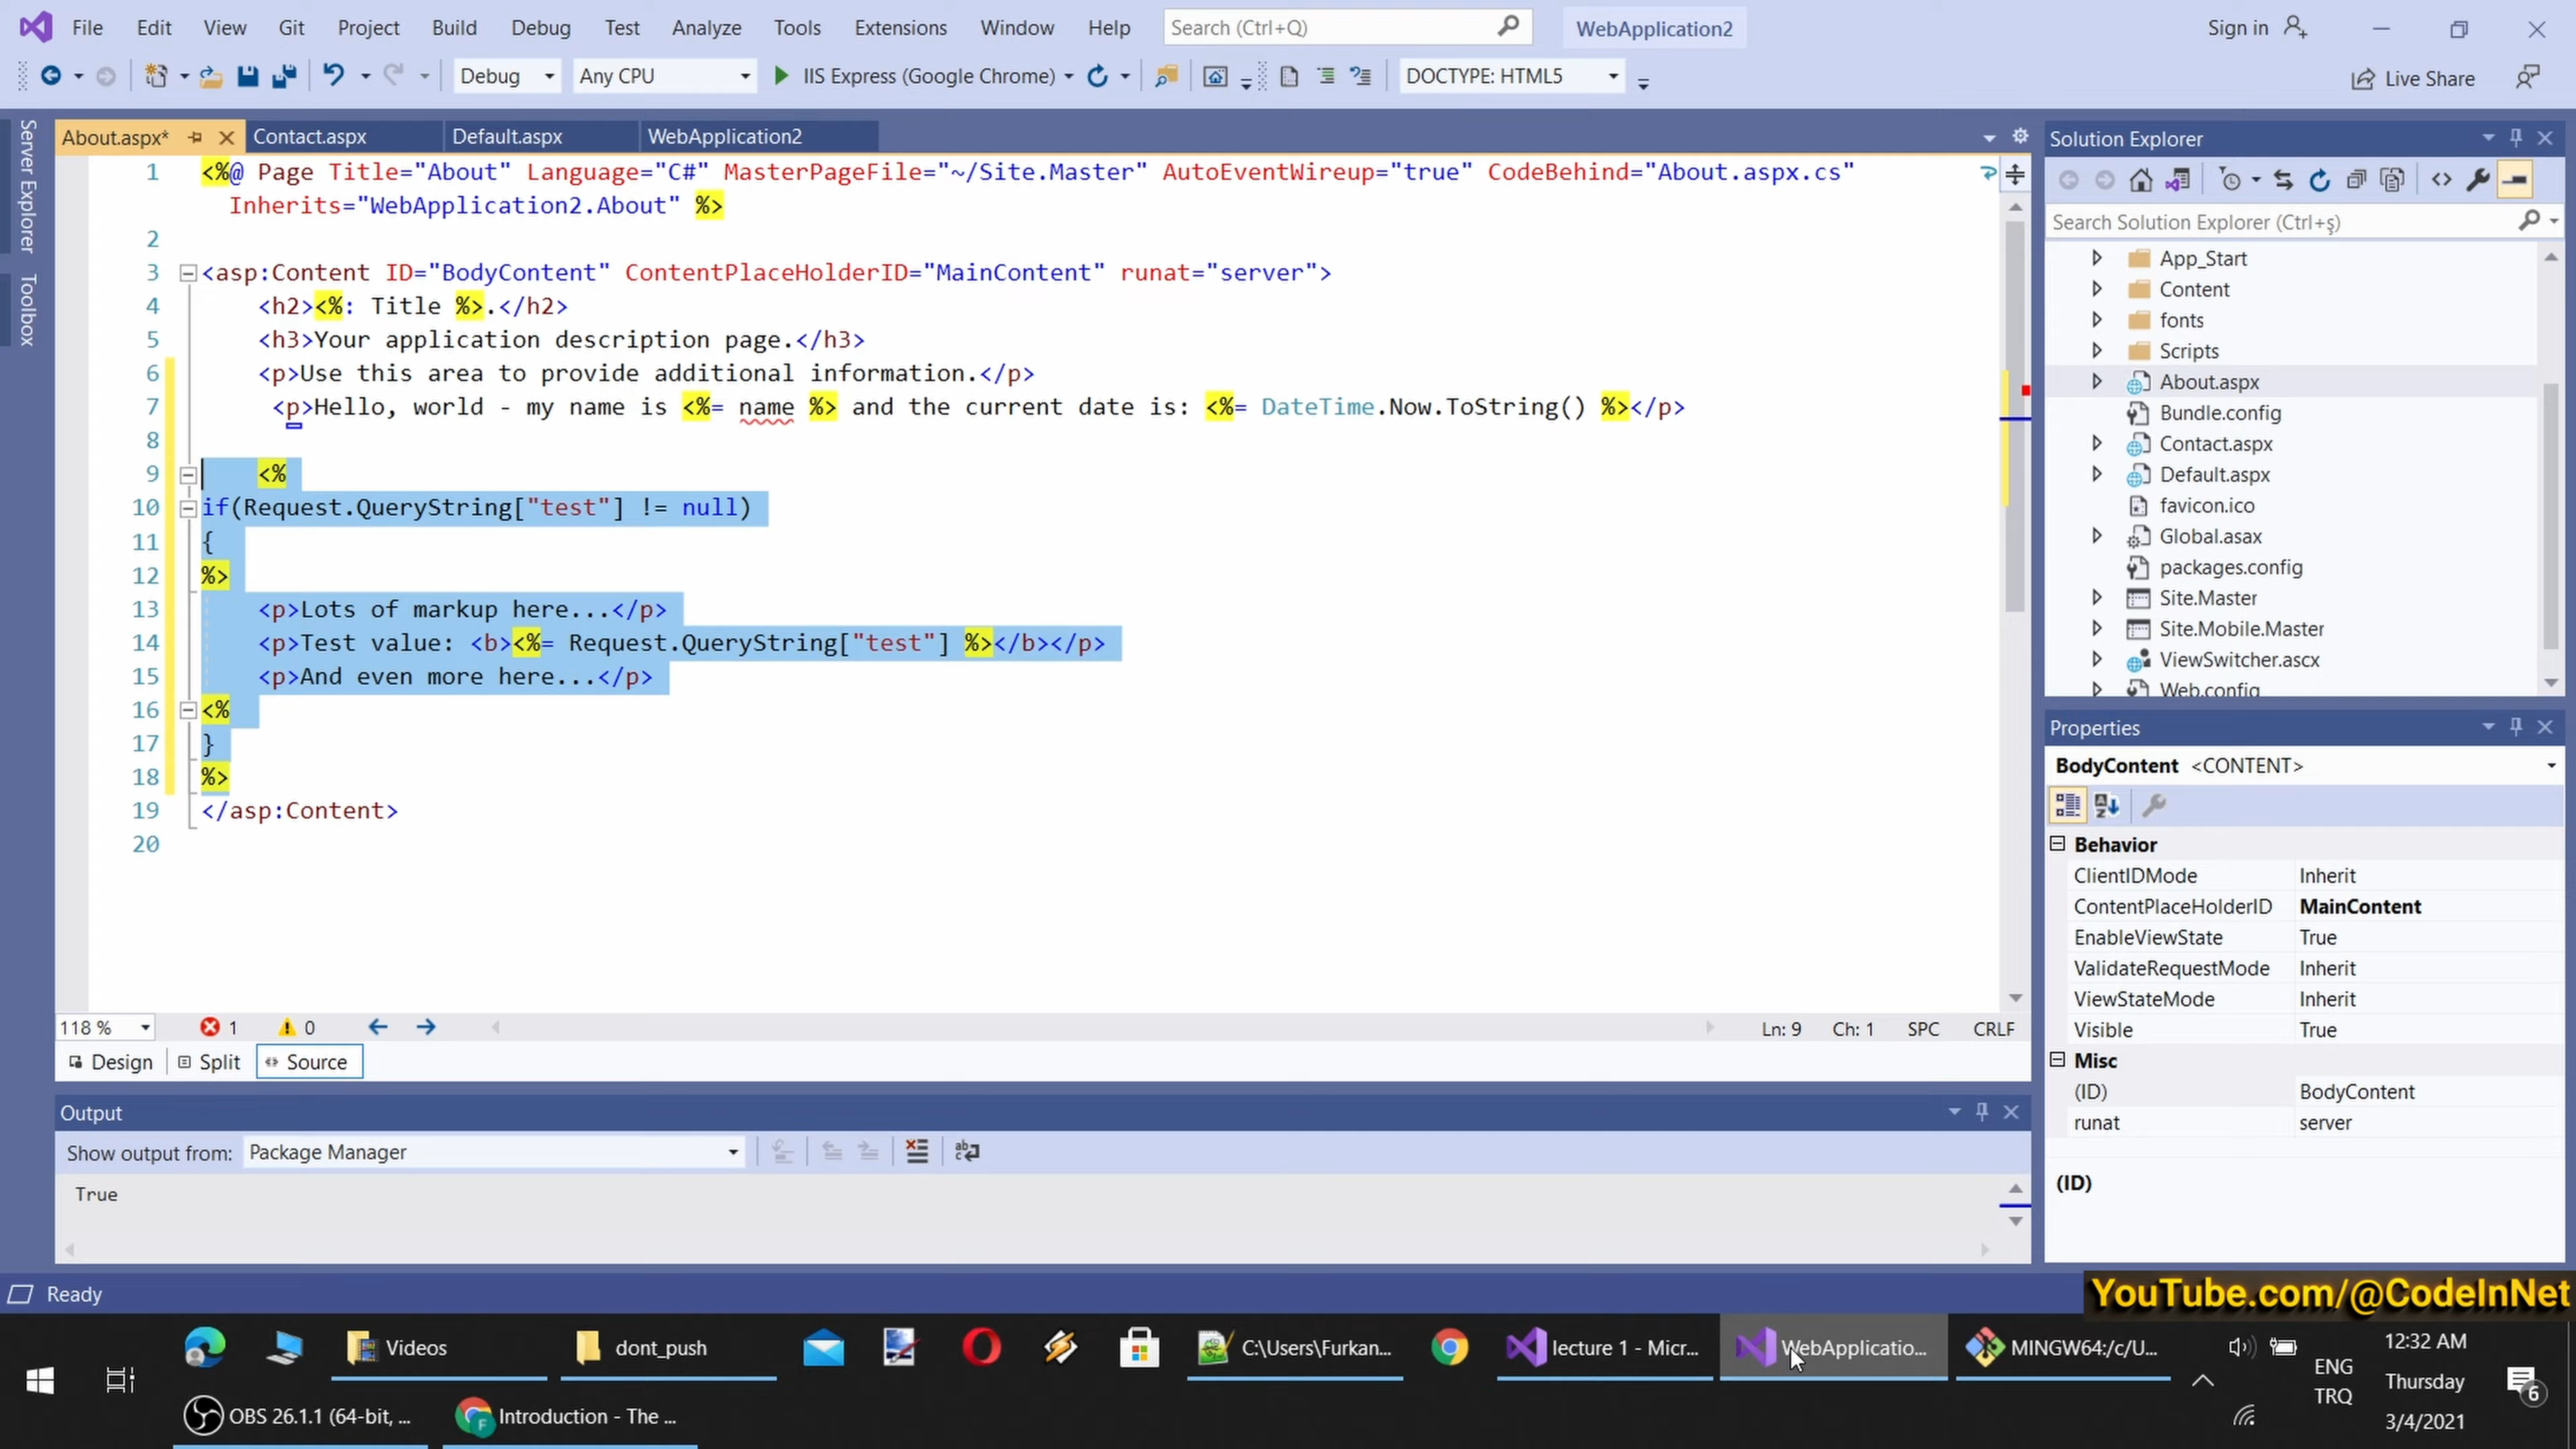 File Edit View Git Project Build Debug Test Analyze Tools Extensions Window Help Search (Ctrl+Q) WebApplication2 Sign in
Debug Any CPU IIS Express (Google Chrome) DOCTYPE: HTML5 Live Share
Server Explorer
Toolbox
About.aspx* Contact.aspx Default.aspx WebApplication2
1 <%@ Page Title="About" Language="C#" MasterPageFile="~/Site.Master" AutoEventWireup="true" CodeBehind="About.aspx.cs"
Inherits="WebApplication2.About" %>
2
3 <asp:Content ID="BodyContent" ContentPlaceHolderID="MainContent" runat="server">
4 <h2><%: Title %>.</h2>
5 <h3>Your application description page.</h3>
6 <p>Use this area to provide additional information.</p>
7 <p>Hello, world - my name is <%= name %> and the current date is: <%= DateTime.Now.ToString() %></p>
8
9 <%
10 if(Request.QueryString["test"] != null)
11 {
12 %>
13 <p>Lots of markup here...</p>
14 <p>Test value: <b><%= Request.QueryString["test"] %></b></p>
15 <p>And even more here...</p>
16 <%
17 }
18 %>
19 </asp:Content>
20
118 % 1 0 Ln: 9 Ch: 1 SPC CRLF
Design Split Source
Output
Show output from: Package Manager
True
Solution Explorer
Search Solution Explorer (Ctrl+ş)
App_Start
Content
fonts
Scripts
About.aspx
Bundle.config
Contact.aspx
Default.aspx
favicon.ico
Global.asax
packages.config
Site.Master
Site.Mobile.Master
ViewSwitcher.ascx
Web.config
Properties
BodyContent <CONTENT>
Behavior
ClientIDMode Inherit
ContentPlaceHolderID MainContent
EnableViewState True
ValidateRequestMode Inherit
ViewStateMode Inherit
Visible True
Misc
(ID) BodyContent
runat server
(ID)
Ready
YouTube.com/@CodeInNet
Videos dont_push C:\Users\Furkan... lecture 1 - Micr... WebApplicatio... MINGW64:/c/U...
OBS 26.1.1 (64-bit, ... Introduction - The ...
ENG
TRQ
12:32 AM
Thursday
3/4/2021
6